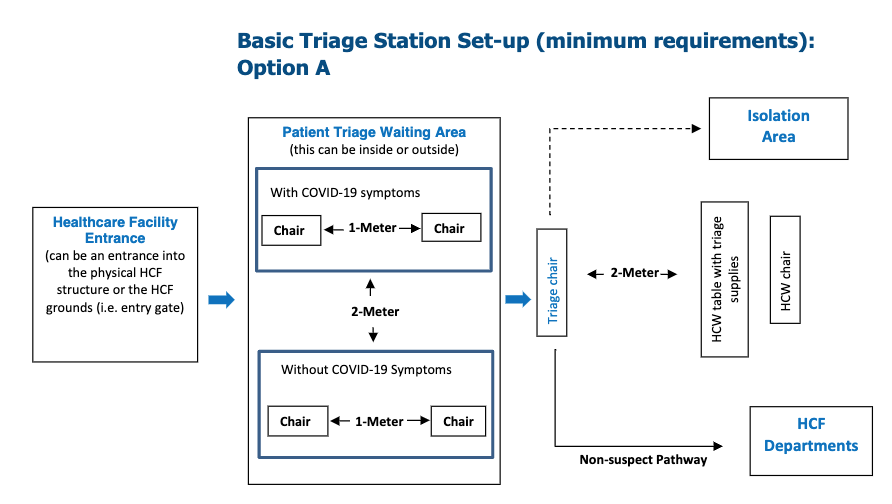 Basic Triage Station Set-up (minimum requirements):
Option A
Healthcare Facility
Entrance
(can be an entrance into
the physical HCF
structure or the HCF
grounds (i.e. entry gate)
Patient Triage Waiting Area
(this can be inside or outside)
With COVID-19 symptoms
Chair
1-Meter
Chair
2-Meter
Without COVID-19 Symptoms
Chair
1-Meter
Chair
Triage chair
2-Meter
HCW table with triage
supplies
HCW chair
Isolation
Area
Non-suspect Pathway
HCF
Departments